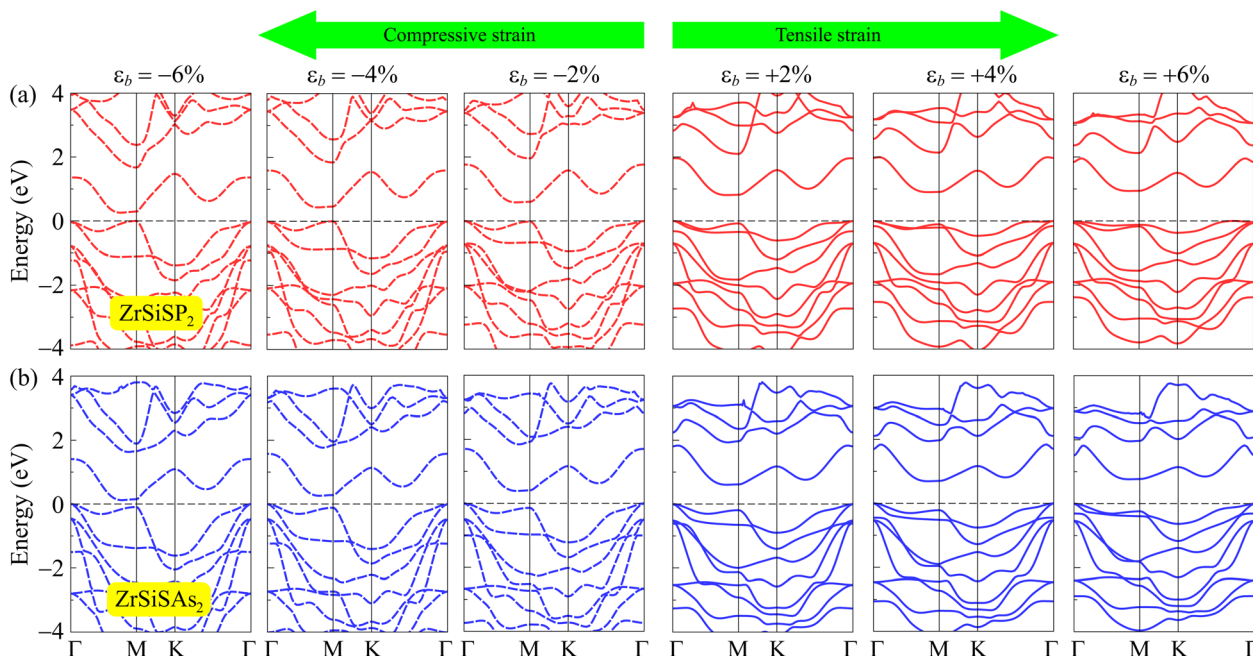 Compressive strain Tensile strain
ε_b = −6% ε_b = −4% ε_b = −2% ε_b = +2% ε_b = +4% ε_b = +6%
(a)
4
2
0
−2
−4
Energy (eV)
ZrSiSP₂
(b)
4
2
0
−2
−4
Energy (eV)
ZrSiSAs₂
Γ M K Γ M K Γ M K Γ Γ M K Γ M K Γ M K Γ